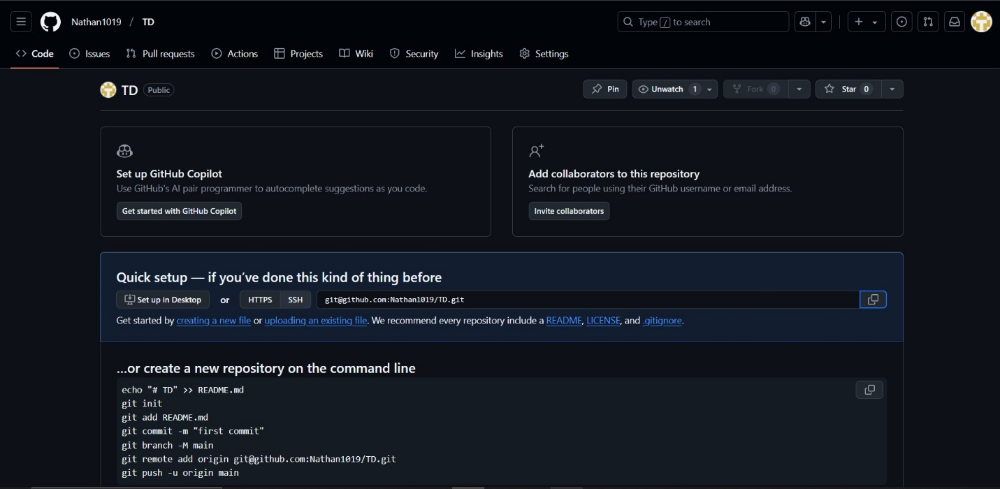 Nathan1019 / TD
Type / to search
Code Issues Pull requests Actions Projects Wiki Security Insights Settings
TD Public
Pin Unwatch 1 Fork 0 Star 0
Set up GitHub Copilot
Use GitHub's AI pair programmer to autocomplete suggestions as you code.
Get started with GitHub Copilot
Add collaborators to this repository
Search for people using their GitHub username or email address.
Invite collaborators
Quick setup — if you’ve done this kind of thing before
Set up in Desktop or HTTPS SSH git@github.com:Nathan1019/TD.git
Get started by creating a new file or uploading an existing file. We recommend every repository include a README, LICENSE, and .gitignore.
...or create a new repository on the command line
echo "# TD" >> README.md
git init
git add README.md
git commit -m "first commit"
git branch -M main
git remote add origin git@github.com:Nathan1019/TD.git
git push -u origin main